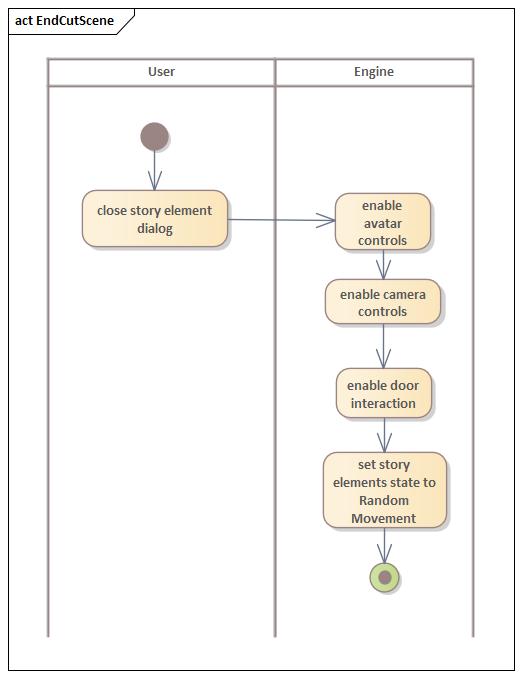 act EndCutScene
User
Engine
close story element
dialog
enable
avatar
controls
enable camera
controls
enable door
interaction
set story
elements state to
Random
Movement